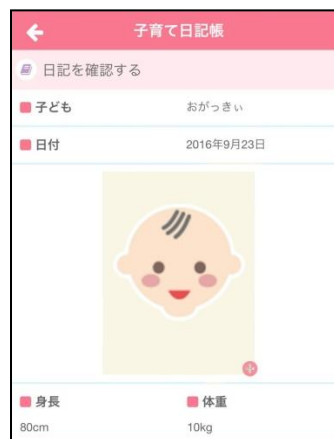 子育て日記帳
日記を確認する
子ども おがっきぃ
日付 2016年9月23日
身長 体重
80cm 10kg